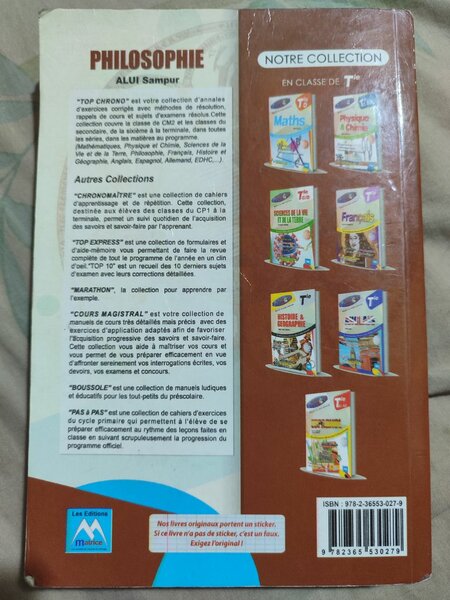 PHILOSOPHIE
ALUI Sampur
"TOP CHRONO" est votre collection d'annales
d'exercices corrigés avec méthodes de résolution,
rappels de cours et sujets d'examens résolus.Cette
collection couvre la classe de CM2 et les classes du
secondaire, de la sixième à la terminale, dans toutes
les séries, dans les matières au programme.
(Mathématiques, Physique et Chimie, Sciences de la
Vie et de la Terre, Philosophie, Français, Histoire et
Géographie, Anglais, Espagnol, Allemand, EDHC,...).
Autres Collections
"CHRONOMAÎTRE" est une collection de cahiers
d'apprentissage et de répétition. Cette collection,
destinée aux élèves des classes du CP1 à la
terminale, permet un suivi quotidien de l'acquisition
des savoirs et savoir-faire par l'apprenant.
"TOP EXPRESS" est une collection de formulaires et
d'aide-mémoire vous permettant de faire la revue
complète de tout le programme de l'année en un clin
d'oeil."TOP 10" est un recueil des 10 derniers sujets
d'examen avec leurs corrections détaillées.
"MARATHON", la collection pour apprendre par
l'exemple.
"COURS MAGISTRAL" est votre collection de
manuels de cours très détaillés mais précis avec des
exercices d'application adaptés afin de favoriser
l'acquisition progressive des savoirs et savoir-faire.
Cette collection vous aide à maîtriser vos cours et
vous permet de vous préparer efficacement en vue
d'affronter sereinement vos interrogations écrites, vos
devoirs, vos examens et concours.
"BOUSSOLE" est une collection de manuels ludiques
et éducatifs pour les tout-petits du préscolaire.
"PAS à PAS" est une collection de cahiers d'exercices
du cycle primaire qui permettent à l'élève de se
préparer efficacement au rythme des leçons faites en
classe en suivant scrupuleusement la progression du
programme officiel.
Les Editions
Matrice
NOTRE COLLECTION
EN CLASSE DE Tle
Maths
Physique
& Chimie
SCIENCES DE LA VIE
ET DE LA TERRE
Français
HISTOIRE &
GEOGRAPHIE
Nos livres originaux portent un sticker.
Si ce livre n'a pas de sticker, c'est un faux.
Exigez l'original !
ISBN : 978-2-36553-027-9
9 782365 530279